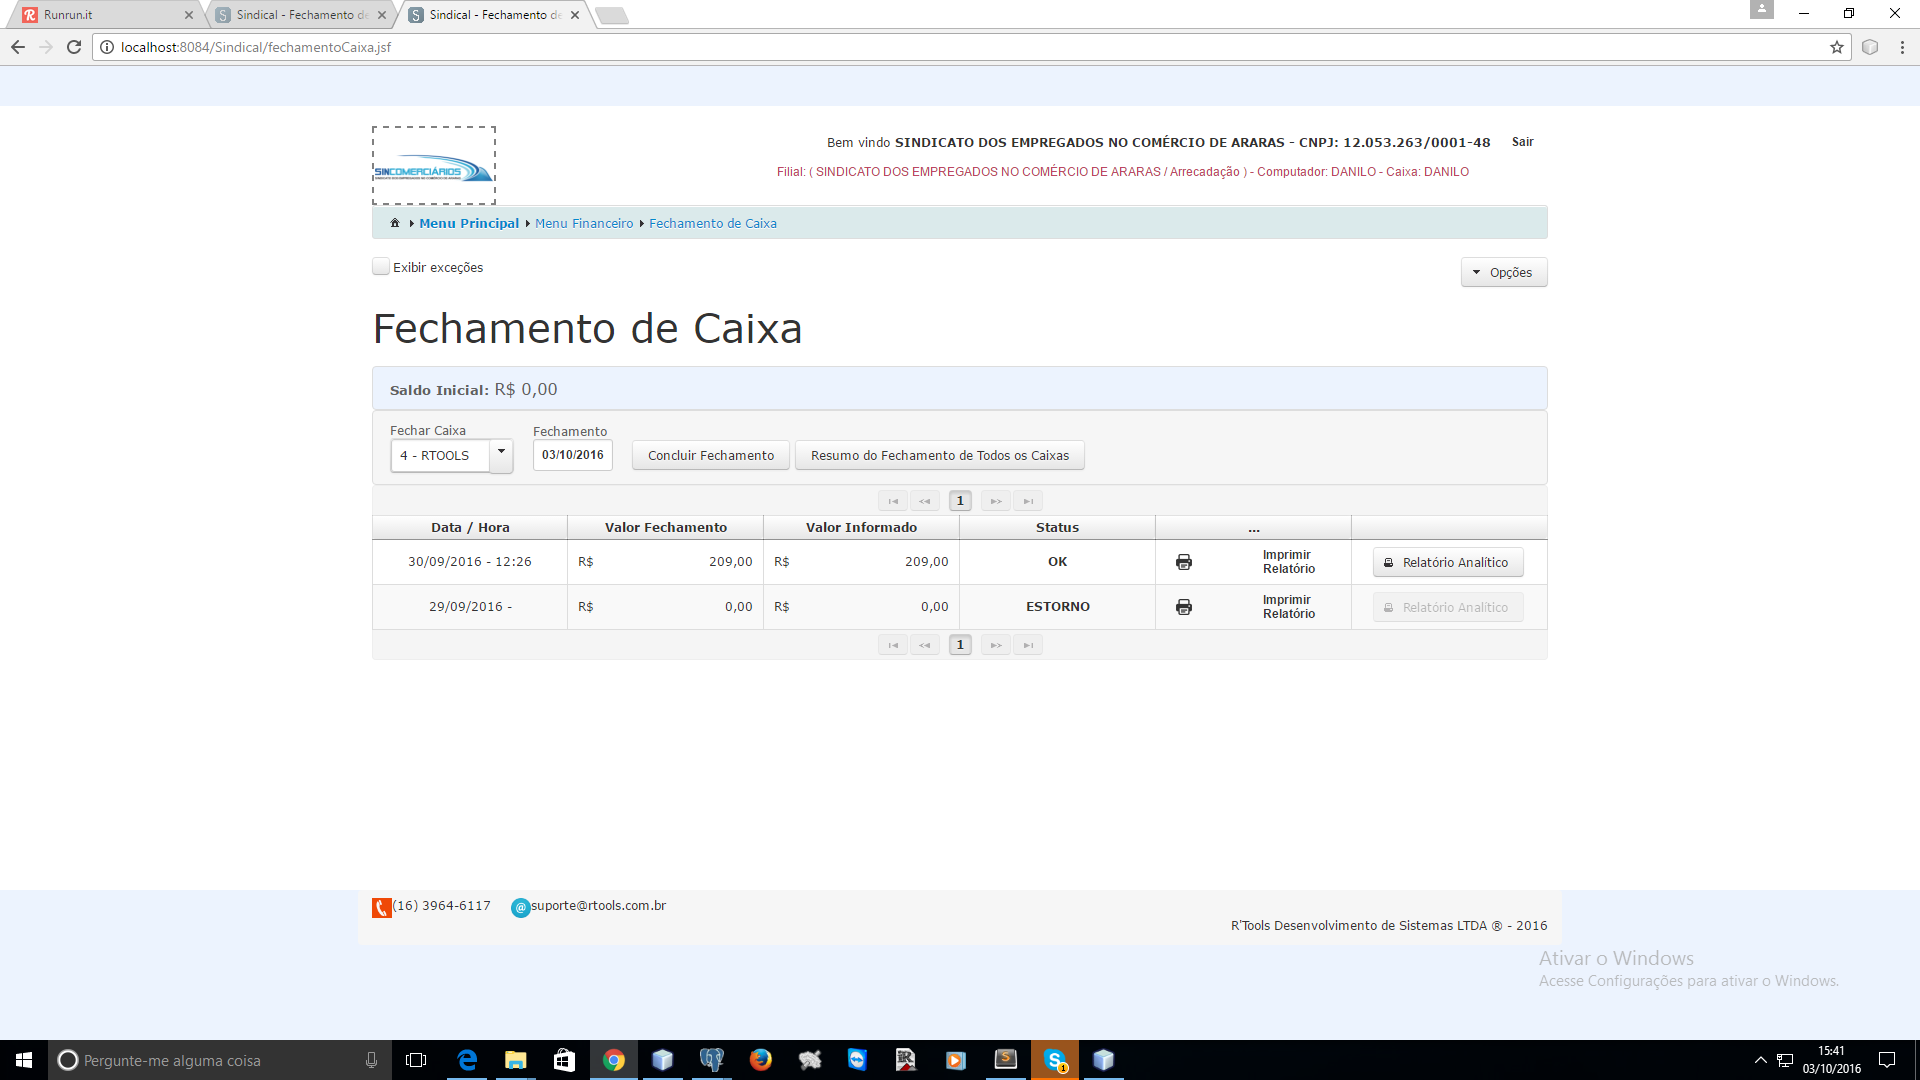 Runrun.it
Sindical - Fechamento de
Sindical - Fechamento de
localhost:8084/Sindical/fechamentoCaixa.jsf
SINCOMERCIÁRIOS
Bem vindo SINDICATO DOS EMPREGADOS NO COMÉRCIO DE ARARAS - CNPJ: 12.053.263/0001-48 Sair
Filial: ( SINDICATO DOS EMPREGADOS NO COMÉRCIO DE ARARAS / Arrecadação ) - Computador: DANILO - Caixa: DANILO
Menu Principal Menu Financeiro Fechamento de Caixa
Exibir exceções
Opções
Fechamento de Caixa
Saldo Inicial: R$ 0,00
Fechar Caixa Fechamento
4 - RTOOLS 03/10/2016 Concluir Fechamento Resumo do Fechamento de Todos os Caixas
1
Data / Hora Valor Fechamento Valor Informado Status ...
30/09/2016 - 12:26 R$ 209,00 R$ 209,00 OK Imprimir Relatório Relatório Analítico
29/09/2016 - R$ 0,00 R$ 0,00 ESTORNO Imprimir Relatório Relatório Analítico
1
(16) 3964-6117 suporte@rtools.com.br
R'Tools Desenvolvimento de Sistemas LTDA ® - 2016
Ativar o Windows
Acesse Configurações para ativar o Windows.
Pergunte-me alguma coisa
15:41
03/10/2016